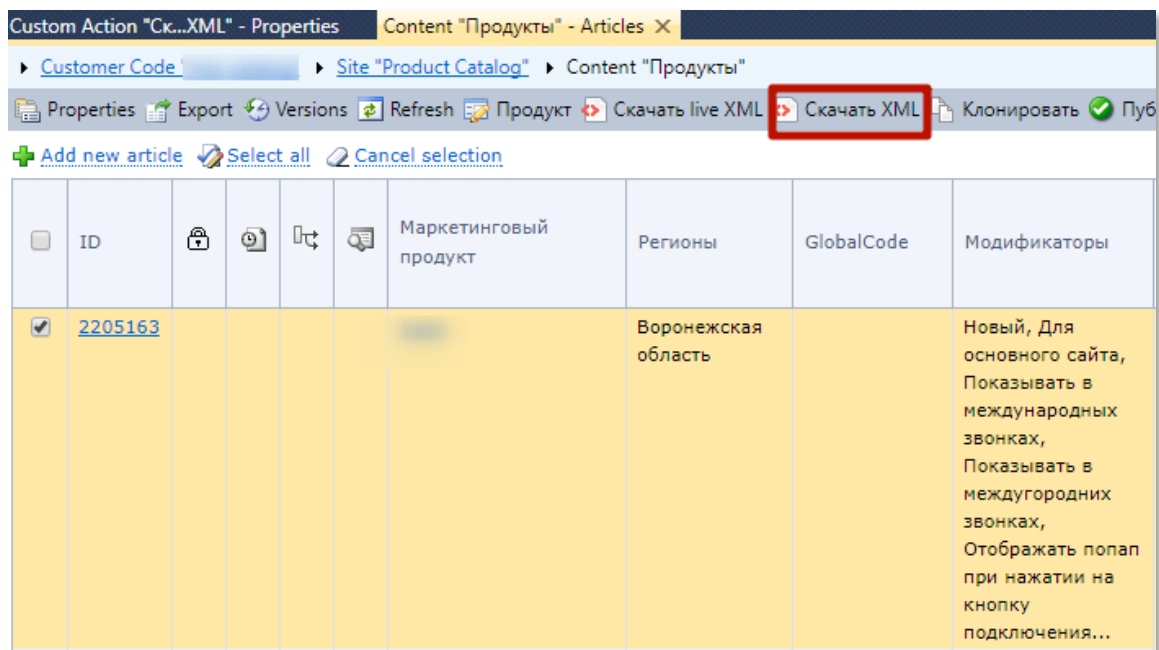 Custom Action "Ск...XML" - Properties Content "Продукты" - Articles
Customer Code ' Site "Product Catalog" Content "Продукты"
Properties Export Versions Refresh Продукт Скачать live XML Скачать XML Клонировать Пуб
Add new article Select all Cancel selection
ID Маркетинговый продукт Регионы GlobalCode Модификаторы
2205163 Воронежская Новый, Для
область основного сайта,
Показывать в
международных
звонках,
Показывать в
междугородних
звонках,
Отображать попап
при нажатии на
кнопку
подключения...